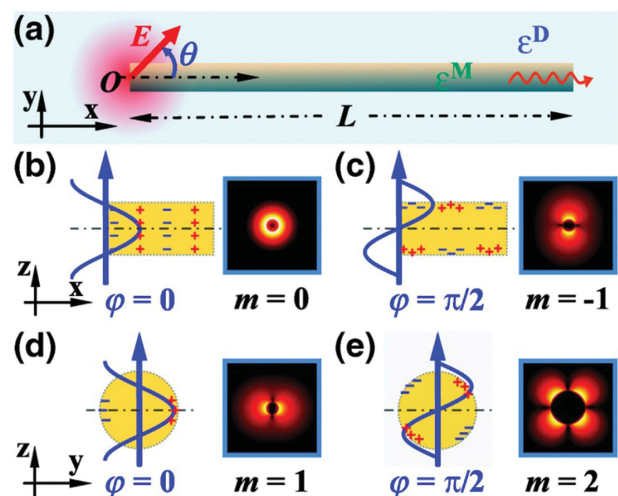 (a)
E
θ
ε^D
O
ε^M
y
x
L
(b)
(c)
z
x
φ = 0
m = 0
φ = π/2
m = -1
(d)
(e)
z
y
φ = 0
m = 1
φ = π/2
m = 2